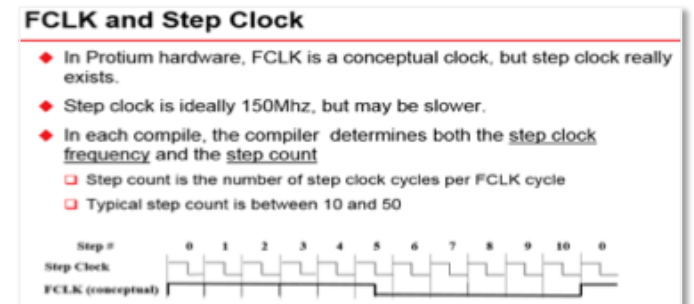 FCLK and Step Clock
In Protium hardware, FCLK is a conceptual clock, but step clock really
exists.
Step clock is ideally 150Mhz, but may be slower.
In each compile, the compiler determines both the step clock
frequency and the step count
Step count is the number of step clock cycles per FCLK cycle
Typical step count is between 10 and 50
Step # 0 1 2 3 4 5 6 7 8 9 10 0
Step Clock
FCLK (conceptual)